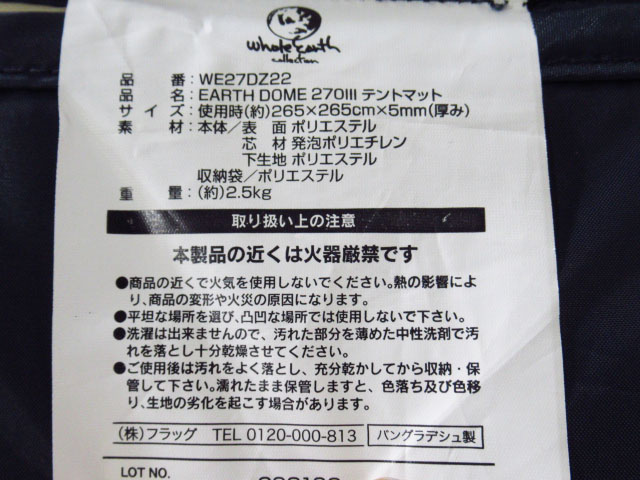 Whole Earth
collection
品 番：WE27DZ22
品 名：EARTH DOME 270III テントマット
サ イ ズ：使用時(約)265×265cm×5mm(厚み)
素 材：本体／表 面 ポリエステル
芯 材 発泡ポリエチレン
下生地 ポリエステル
収納袋／ポリエステル
重 量：(約)2.5kg
取り扱い上の注意
本製品の近くは火器厳禁です
●商品の近くで火気を使用しないでください。熱の影響によ
り、商品の変形や火災の原因になります。
●平坦な場所を選び、凸凹な場所では使用しないで下さい。
●洗濯は出来ませんので、汚れた部分を薄めた中性洗剤で汚
れを落とし十分乾燥させてください。
●ご使用後は汚れをよく落とし、充分乾かしてから収納・保
管して下さい。濡れたまま保管しますと、色落ち及び色移
り、生地の劣化を起こす場合があります。
(株)フラッグ TEL 0120-000-813 バングラデシュ製
LOT NO.